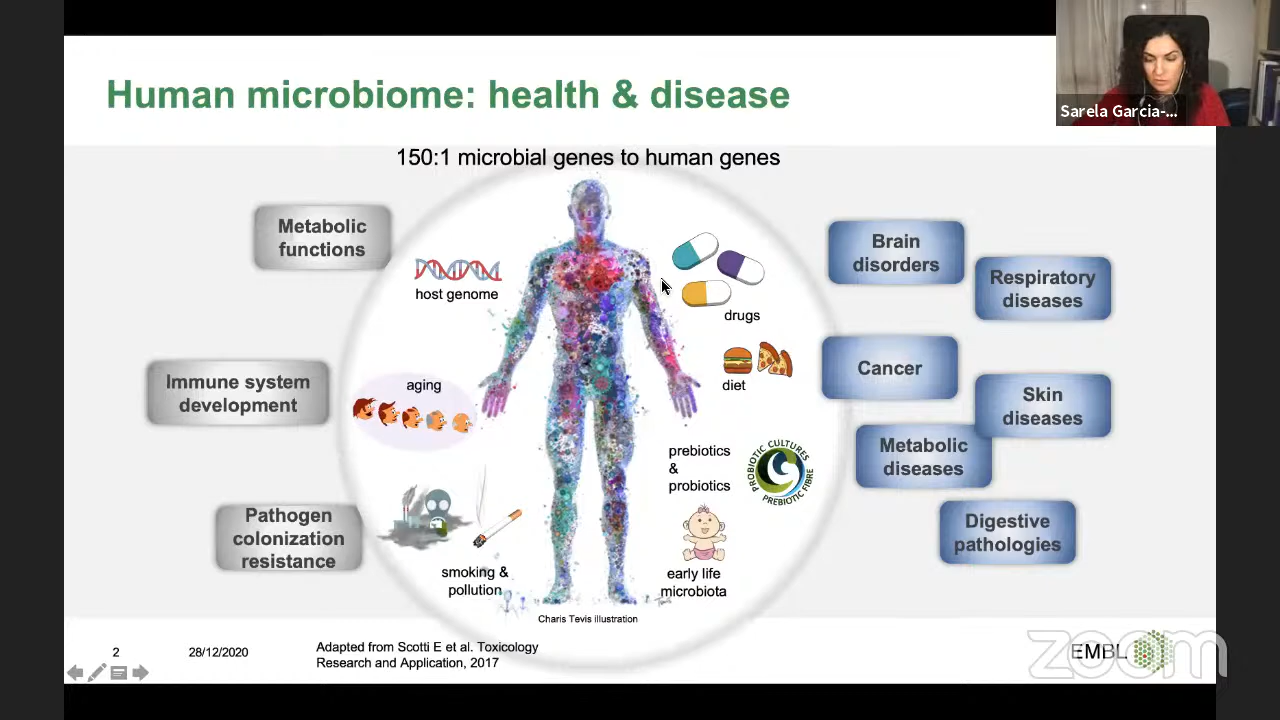 Human microbiome: health & disease
Sarela Garcia-...
150:1 microbial genes to human genes
Metabolic
functions
Immune system
development
Pathogen
colonization
resistance
host genome
aging
smoking &
pollution
drugs
diet
prebiotics
&
probiotics
PROBIOTIC CULTURES
PREBIOTIC FIBRE
early life
microbiota
Charis Tevis illustration
Brain
disorders
Respiratory
diseases
Cancer
Skin
diseases
Metabolic
diseases
Digestive
pathologies
2
28/12/2020
Adapted from Scotti E et al. Toxicology
Research and Application, 2017
EMBL
zoom